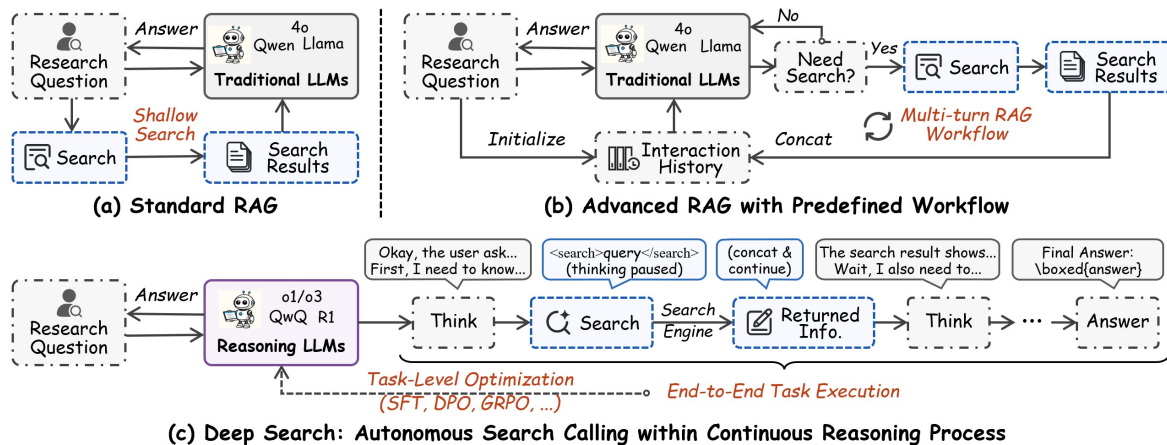 Answer
Research
Question
4o
Qwen Llama
Traditional LLMs
Shallow
Search
Search
Search
Results
(a) Standard RAG
Answer
Research
Question
4o
Qwen Llama
Traditional LLMs
No
Need
Search?
Yes
Search
Search
Results
Initialize
Interaction
History
Concat
Multi-turn RAG
Workflow
(b) Advanced RAG with Predefined Workflow
Answer
Research
Question
o1/o3
QwQ R1
Reasoning LLMs
Okay, the user ask...
First, I need to know...
Think
<search>query</search>
(thinking paused)
Search
Search
Engine
(concat &
continue)
Returned
Info.
The search result shows...
Wait, I also need to...
Think
...
Final Answer:
\boxed{answer}
Answer
Task-Level Optimization
(SFT, DPO, GRPO, ...)
End-to-End Task Execution
(c) Deep Search: Autonomous Search Calling within Continuous Reasoning Process